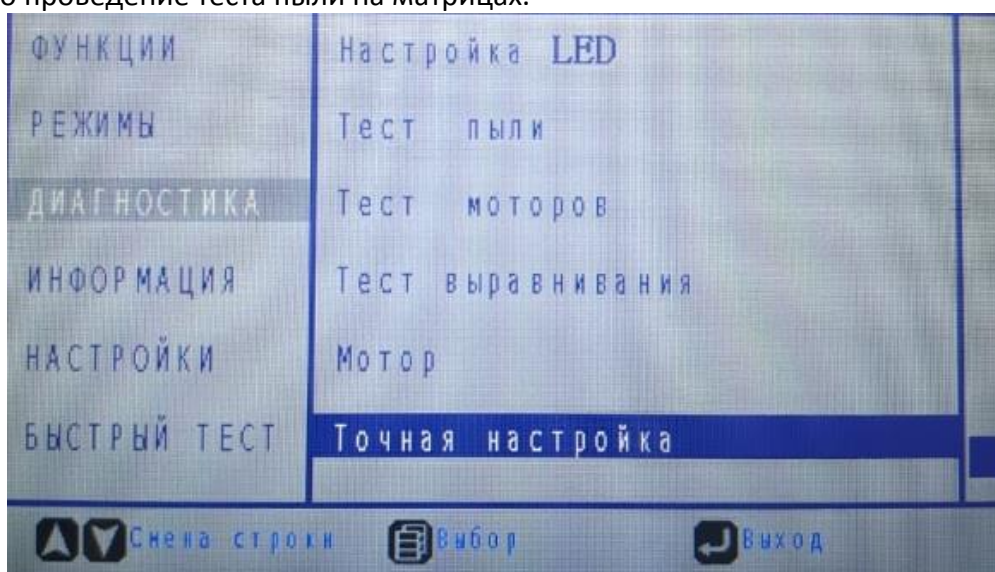 проведение теста пыли на матрицах.
ФУНКЦИИ
РЕЖИМЫ
ДИАГНОСТИКА
ИНФОРМАЦИЯ
НАСТРОЙКИ
БЫСТРЫЙ ТЕСТ
Настройка LED
Тест пыли
Тест моторов
Тест выравнивания
Мотор
Точная настройка
Смена строки Выбор Выход